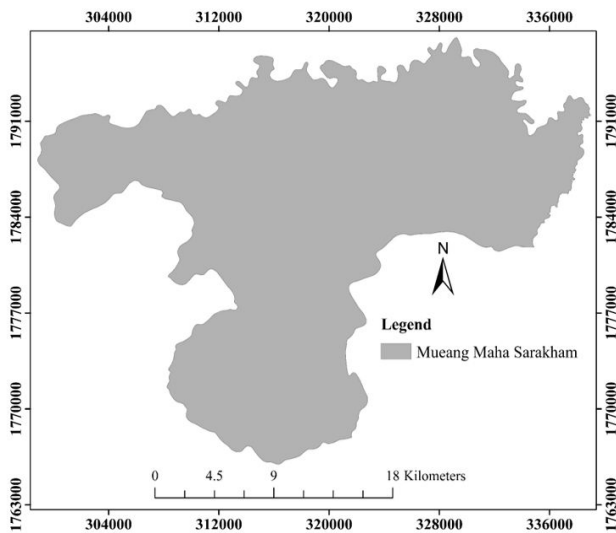 304000 312000 320000 328000 336000
1791000 1791000
1784000 1784000
N
1777000 1777000
Legend
Mueang Maha Sarakham
1770000 1770000
0 4.5 9 18 Kilometers
1763000 1763000
304000 312000 320000 328000 336000